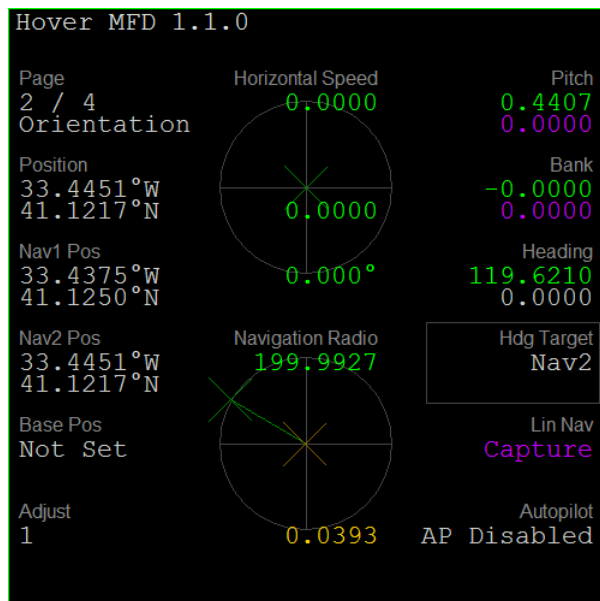 Hover MFD 1.1.0
Page
2 / 4
Orientation
Position
33.4451°W
41.1217°N
Nav1 Pos
33.4375°W
41.1250°N
Nav2 Pos
33.4451°W
41.1217°N
Base Pos
Not Set
Adjust
1
Horizontal Speed
0.0000
0.0000
0.000°
Navigation Radio
199.9927
0.0393
Pitch
0.4407
0.0000
Bank
-0.0000
0.0000
Heading
119.6210
0.0000
Hdg Target
Nav2
Lin Nav
Capture
Autopilot
AP Disabled